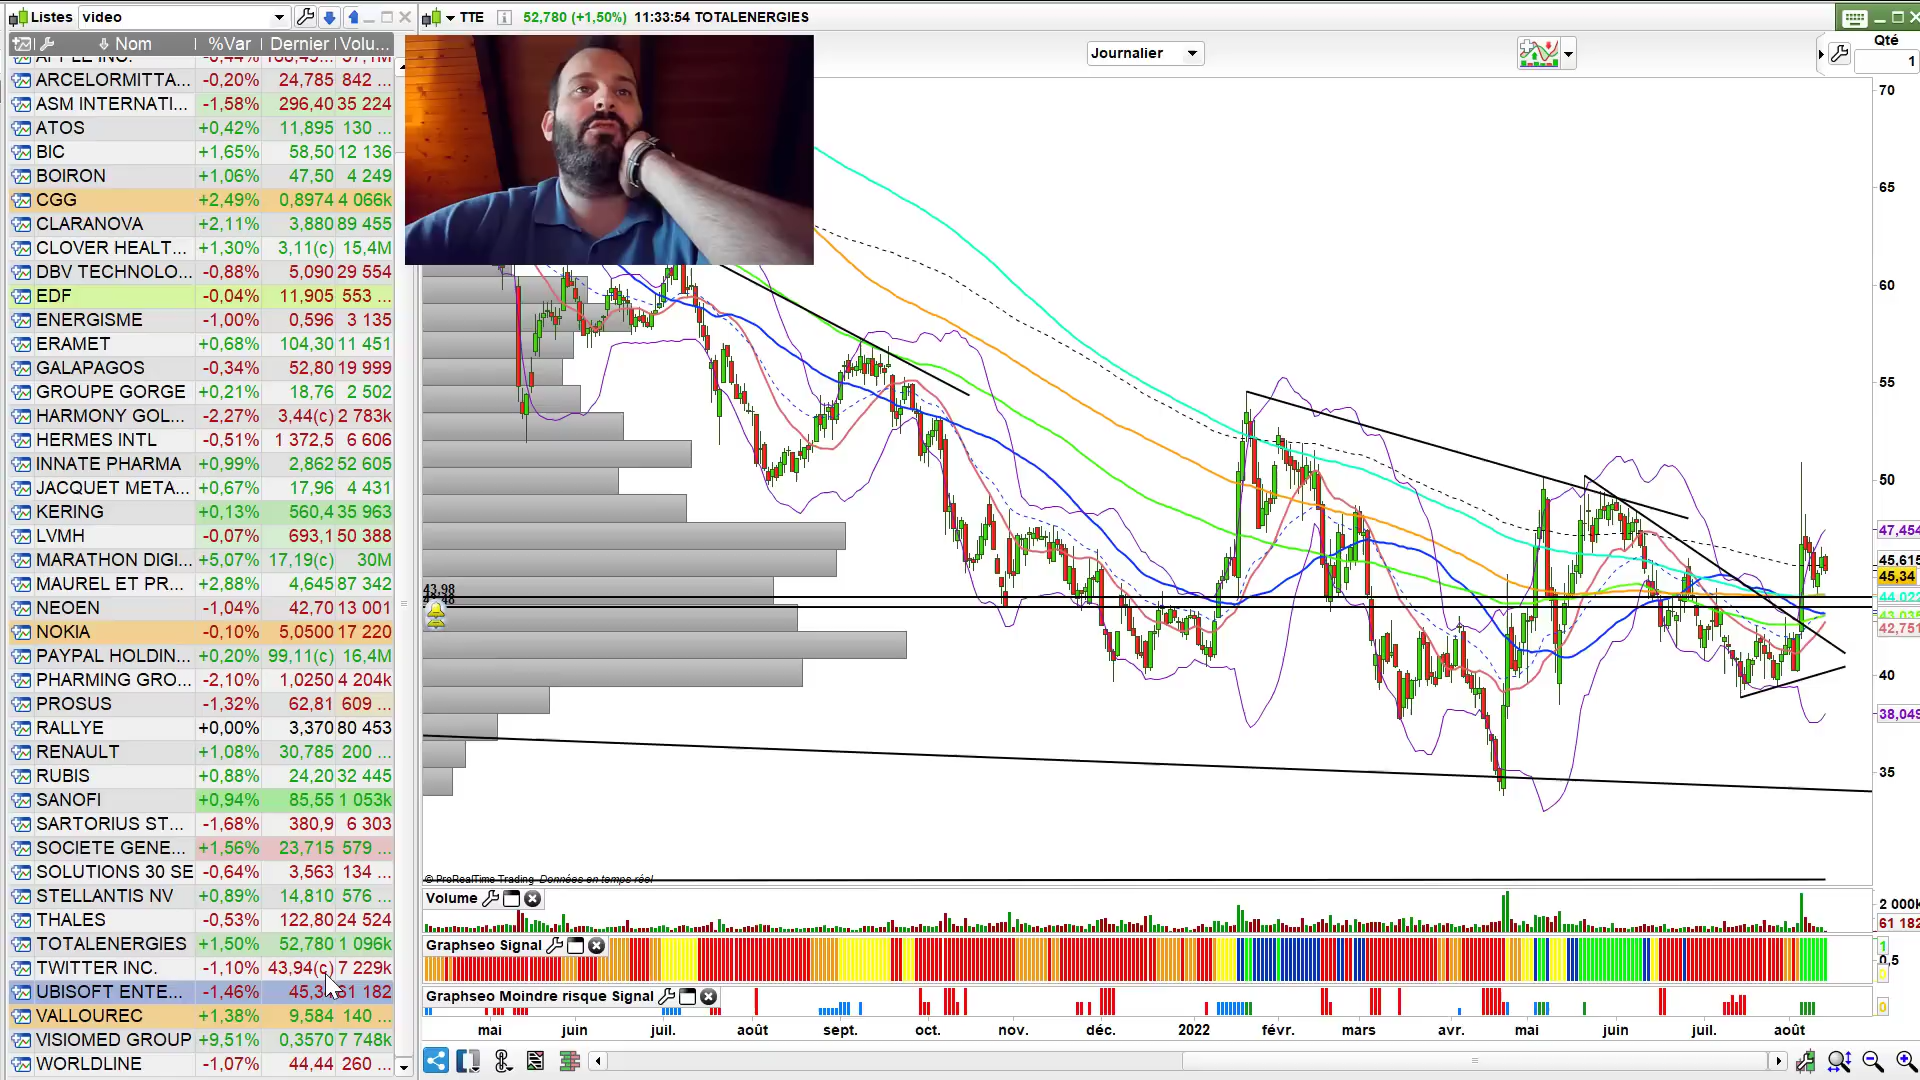 Listes video
TTE 52,780 (+1,50%) 11:33:54 TOTALENERGIES
Nom %Var Dernier Volu...
Journalier
Qté
1
ARCELORMITTA... -0,20% 24,785 842 ...
ASM INTERNATI... -1,58% 296,40 35 224
ATOS +0,42% 11,895 130 ...
BIC +1,65% 58,50 12 136
BOIRON +1,06% 47,50 4 249
CGG +2,49% 0,8974 4 066k
CLARANOVA +2,11% 3,880 89 455
CLOVER HEALT... +1,30% 3,11(c) 15,4M
DBV TECHNOLO... -0,88% 5,090 29 554
EDF -0,04% 11,905 553 ...
ENERGISME -1,00% 0,596 3 135
ERAMET +0,68% 104,30 11 451
GALAPAGOS -0,34% 52,80 19 999
GROUPE GORGE +0,21% 18,76 2 502
HARMONY GOL... -2,27% 3,44(c) 2 783k
HERMES INTL -0,51% 1 372,5 6 606
INNATE PHARMA +0,99% 2,862 52 605
JACQUET META... +0,67% 17,96 4 431
KERING +0,13% 560,4 35 963
LVMH -0,07% 693,1 50 388
MARATHON DIGI... +5,07% 17,19(c) 30M
MAUREL ET PR... +2,88% 4,645 87 342
NEOEN -1,04% 42,70 13 001
NOKIA -0,10% 5,0500 17 220
PAYPAL HOLDIN... +0,20% 99,11(c) 16,4M
PHARMING GRO... -2,10% 1,0250 4 204k
PROSUS -1,32% 62,81 609 ...
RALLYE +0,00% 3,370 80 453
RENAULT +1,08% 30,785 200 ...
RUBIS +0,88% 24,20 32 445
SANOFI +0,94% 85,55 1 053k
SARTORIUS ST... -1,68% 380,9 6 303
SOCIETE GENE... +1,56% 23,715 579 ...
SOLUTIONS 30 SE -0,64% 3,563 134 ...
STELLANTIS NV +0,89% 14,810 576 ...
THALES -0,53% 122,80 24 524
TOTALENERGIES +1,50% 52,780 1 096k
TWITTER INC. -1,10% 43,94(c) 7 229k
UBISOFT ENTE... -1,46% 182
VALLOUREC +1,38% 9,584 140 ...
VISIOMED GROUP +9,51% 0,3570 7 748k
WORLDLINE -1,07% 44,44 260 ...
70
65
60
55
50
47,454
45,615
45,34
44,022
42,751
40
38,049
35
43,98
© ProRealTime Trading Données en temps réel
Volume
2 000k
61 182
Graphseo Signal
1
0,5
0
Graphseo Moindre risque Signal
0
mai juin juil. août sept. oct. nov. déc. 2022 févr. mars avr. mai juin juil. août